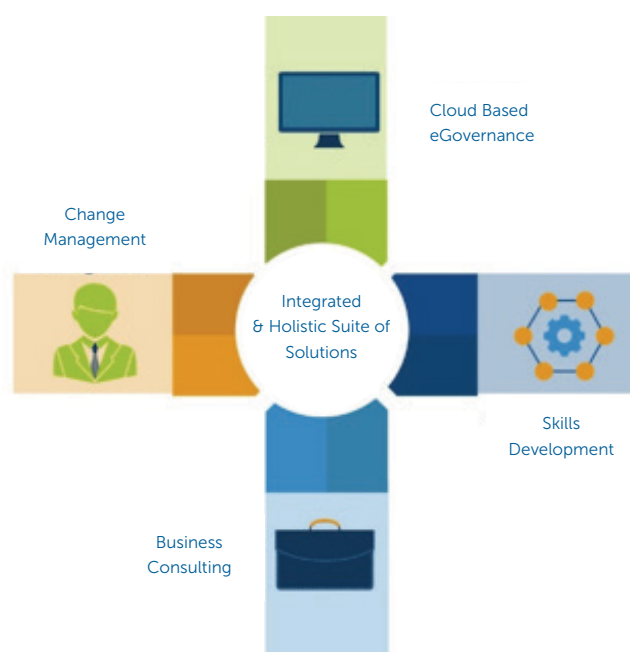 Cloud Based
eGovernance
Change
Management
Integrated
& Holistic Suite of
Solutions
Skills
Development
Business
Consulting